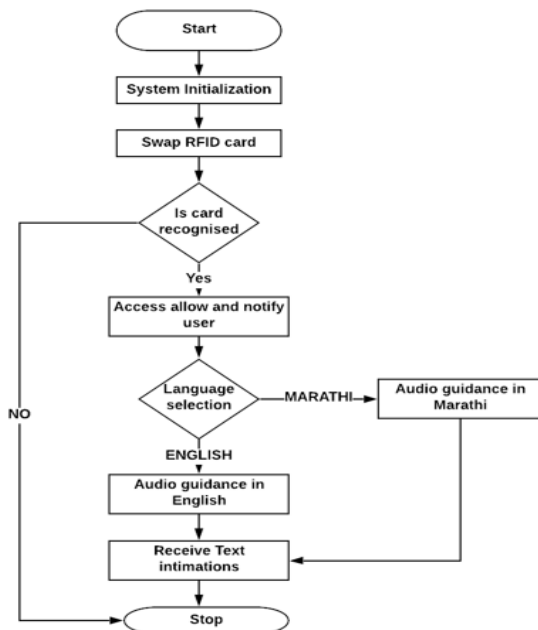 Start
System Initialization
Swap RFID card
Is card
recognised
Yes
Access allow and notify
user
Language
selection
MARATHI
Audio guidance in
Marathi
NO
ENGLISH
Audio guidance in
English
Receive Text
intimations
Stop